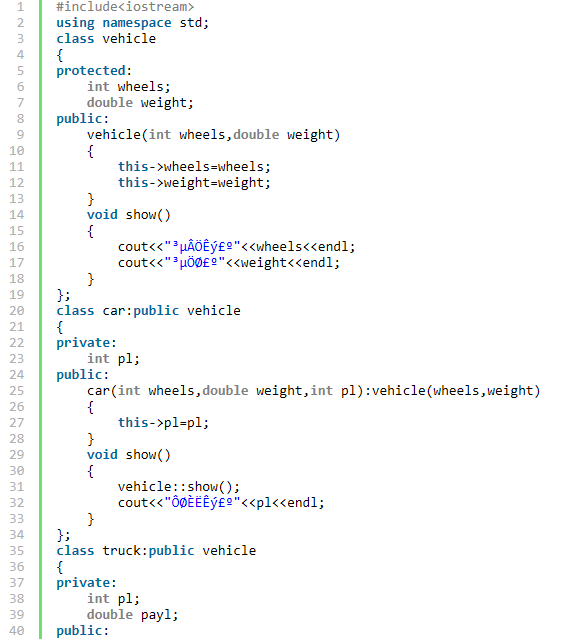 1 #include<iostream>
2 using namespace std;
3 class vehicle
4 {
5 protected:
6     int wheels;
7     double weight;
8 public:
9     vehicle(int wheels,double weight)
10     {
11         this->wheels=wheels;
12         this->weight=weight;
13     }
14     void show()
15     {
16         cout<<"³µÂÖÊý£º"<<wheels<<endl;
17         cout<<"³µÖØ£º"<<weight<<endl;
18     }
19 };
20 class car:public vehicle
21 {
22 private:
23     int pl;
24 public:
25     car(int wheels,double weight,int pl):vehicle(wheels,weight)
26     {
27         this->pl=pl;
28     }
29     void show()
30     {
31         vehicle::show();
32         cout<<"ÔØÈËÊý£º"<<pl<<endl;
33     }
34 };
35 class truck:public vehicle
36 {
37 private:
38     int pl;
39     double payl;
40 public: